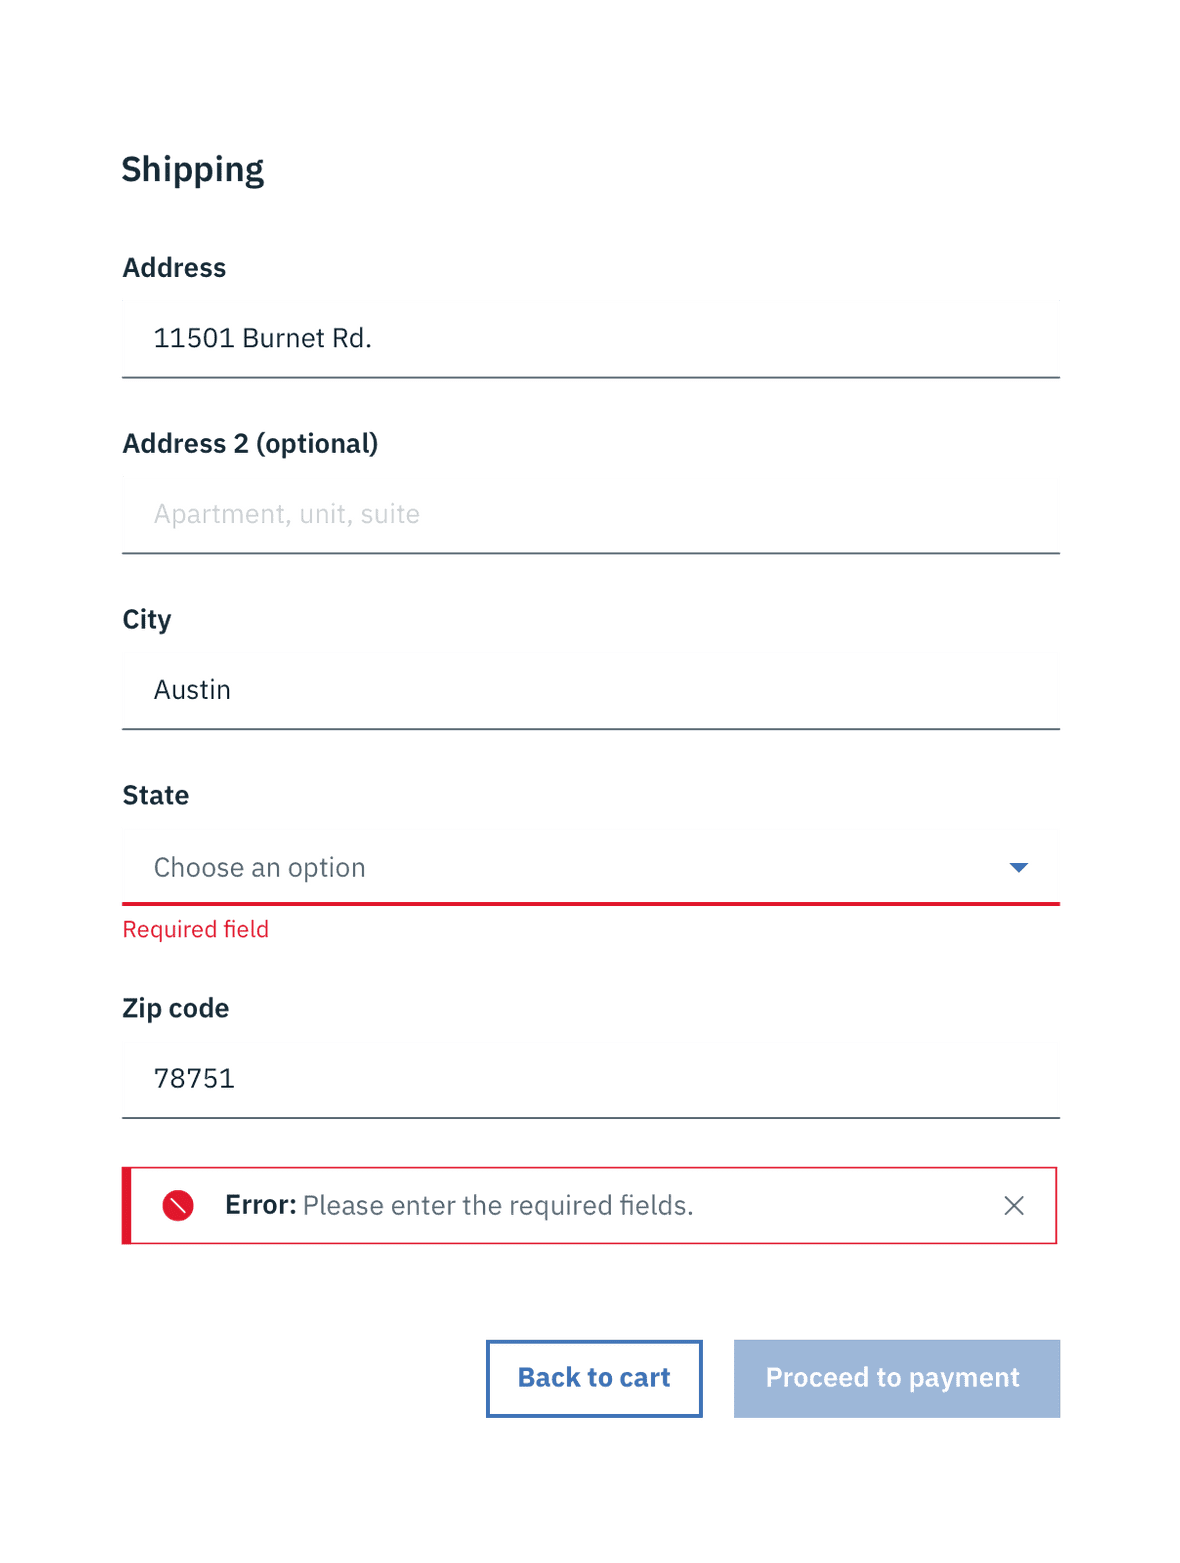 Shipping
Address
11501 Burnet Rd.
Address 2 (optional)
Apartment, unit, suite
City
Austin
State
Choose an option
Required field
Zip code
78751
Error: Please enter the required fields.
Back to cart
Proceed to payment